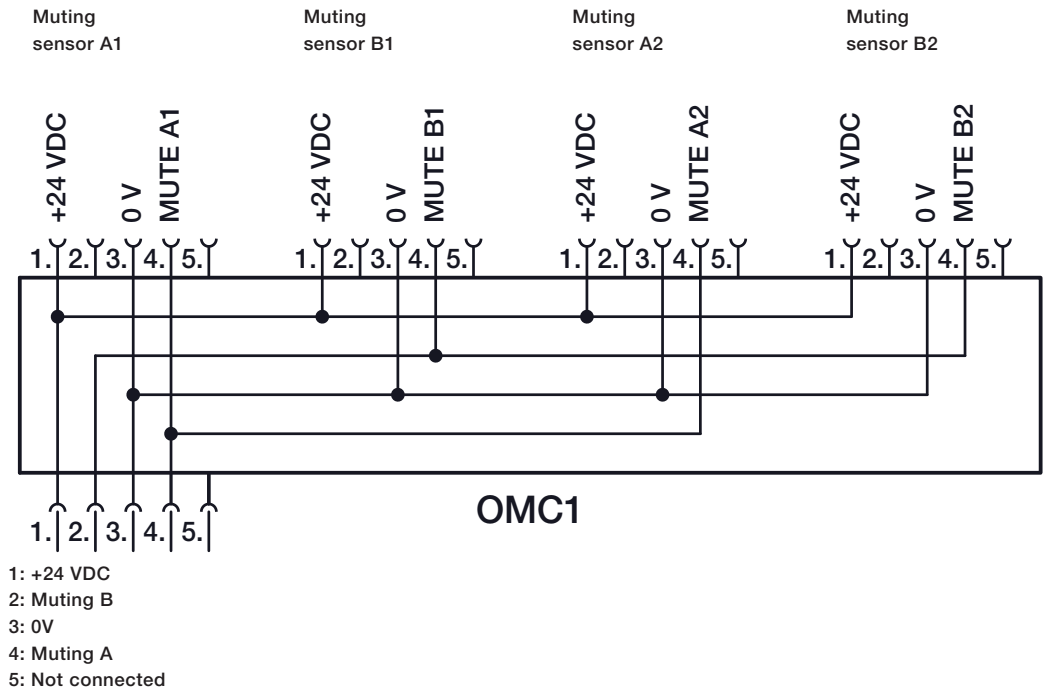 Muting
sensor A1
Muting
sensor B1
Muting
sensor A2
Muting
sensor B2
+24 VDC
0 V
MUTE A1
+24 VDC
0 V
MUTE B1
+24 VDC
0 V
MUTE A2
+24 VDC
0 V
MUTE B2
1. 2. 3. 4. 5.
1. 2. 3. 4. 5.
1. 2. 3. 4. 5.
1. 2. 3. 4. 5.
OMC1
1. 2. 3. 4. 5.
1: +24 VDC
2: Muting B
3: 0V
4: Muting A
5: Not connected